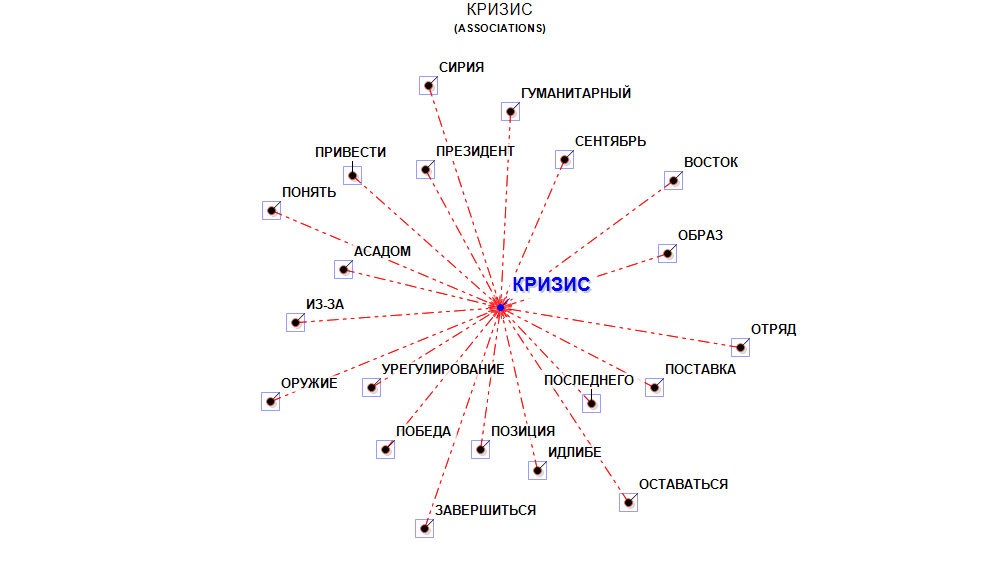 КРИЗИС
(ASSOCIATIONS)
СИРИЯ
ГУМАНИТАРНЫЙ
СЕНТЯБРЬ
ПРИВЕСТИ
ПРЕЗИДЕНТ
ВОСТОК
ПОНЯТЬ
ОБРАЗ
АСАДОМ
КРИЗИС
ИЗ-ЗА
ОТРЯД
УРЕГУЛИРОВАНИЕ
ПОСТАВКА
ОРУЖИЕ
ПОСЛЕДНЕГО
ПОБЕДА
ПОЗИЦИЯ
ИДЛИБЕ
ОСТАВАТЬСЯ
ЗАВЕРШИТЬСЯ